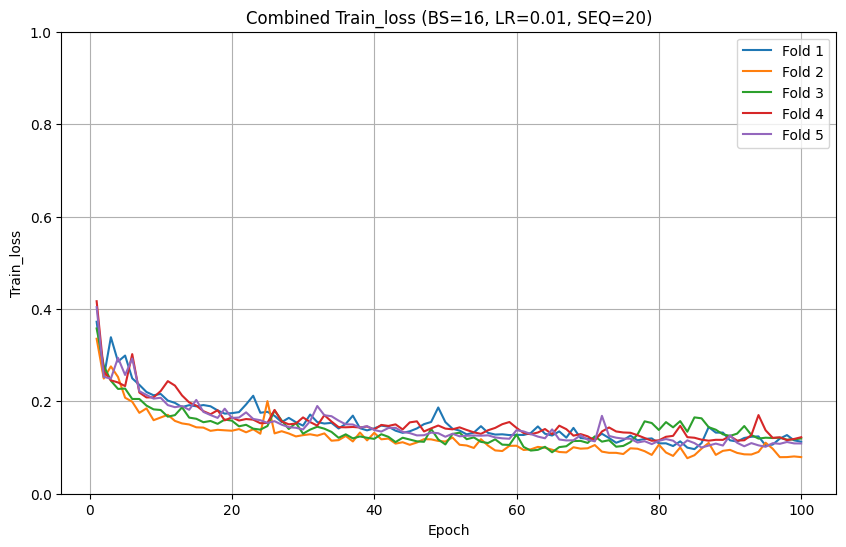 Combined Train_loss (BS=16, LR=0.01, SEQ=20)
1.0
0.8
0.6
0.4
0.2
0.0
Train_loss
Fold 1
Fold 2
Fold 3
Fold 4
Fold 5
0 20 40 60 80 100
Epoch